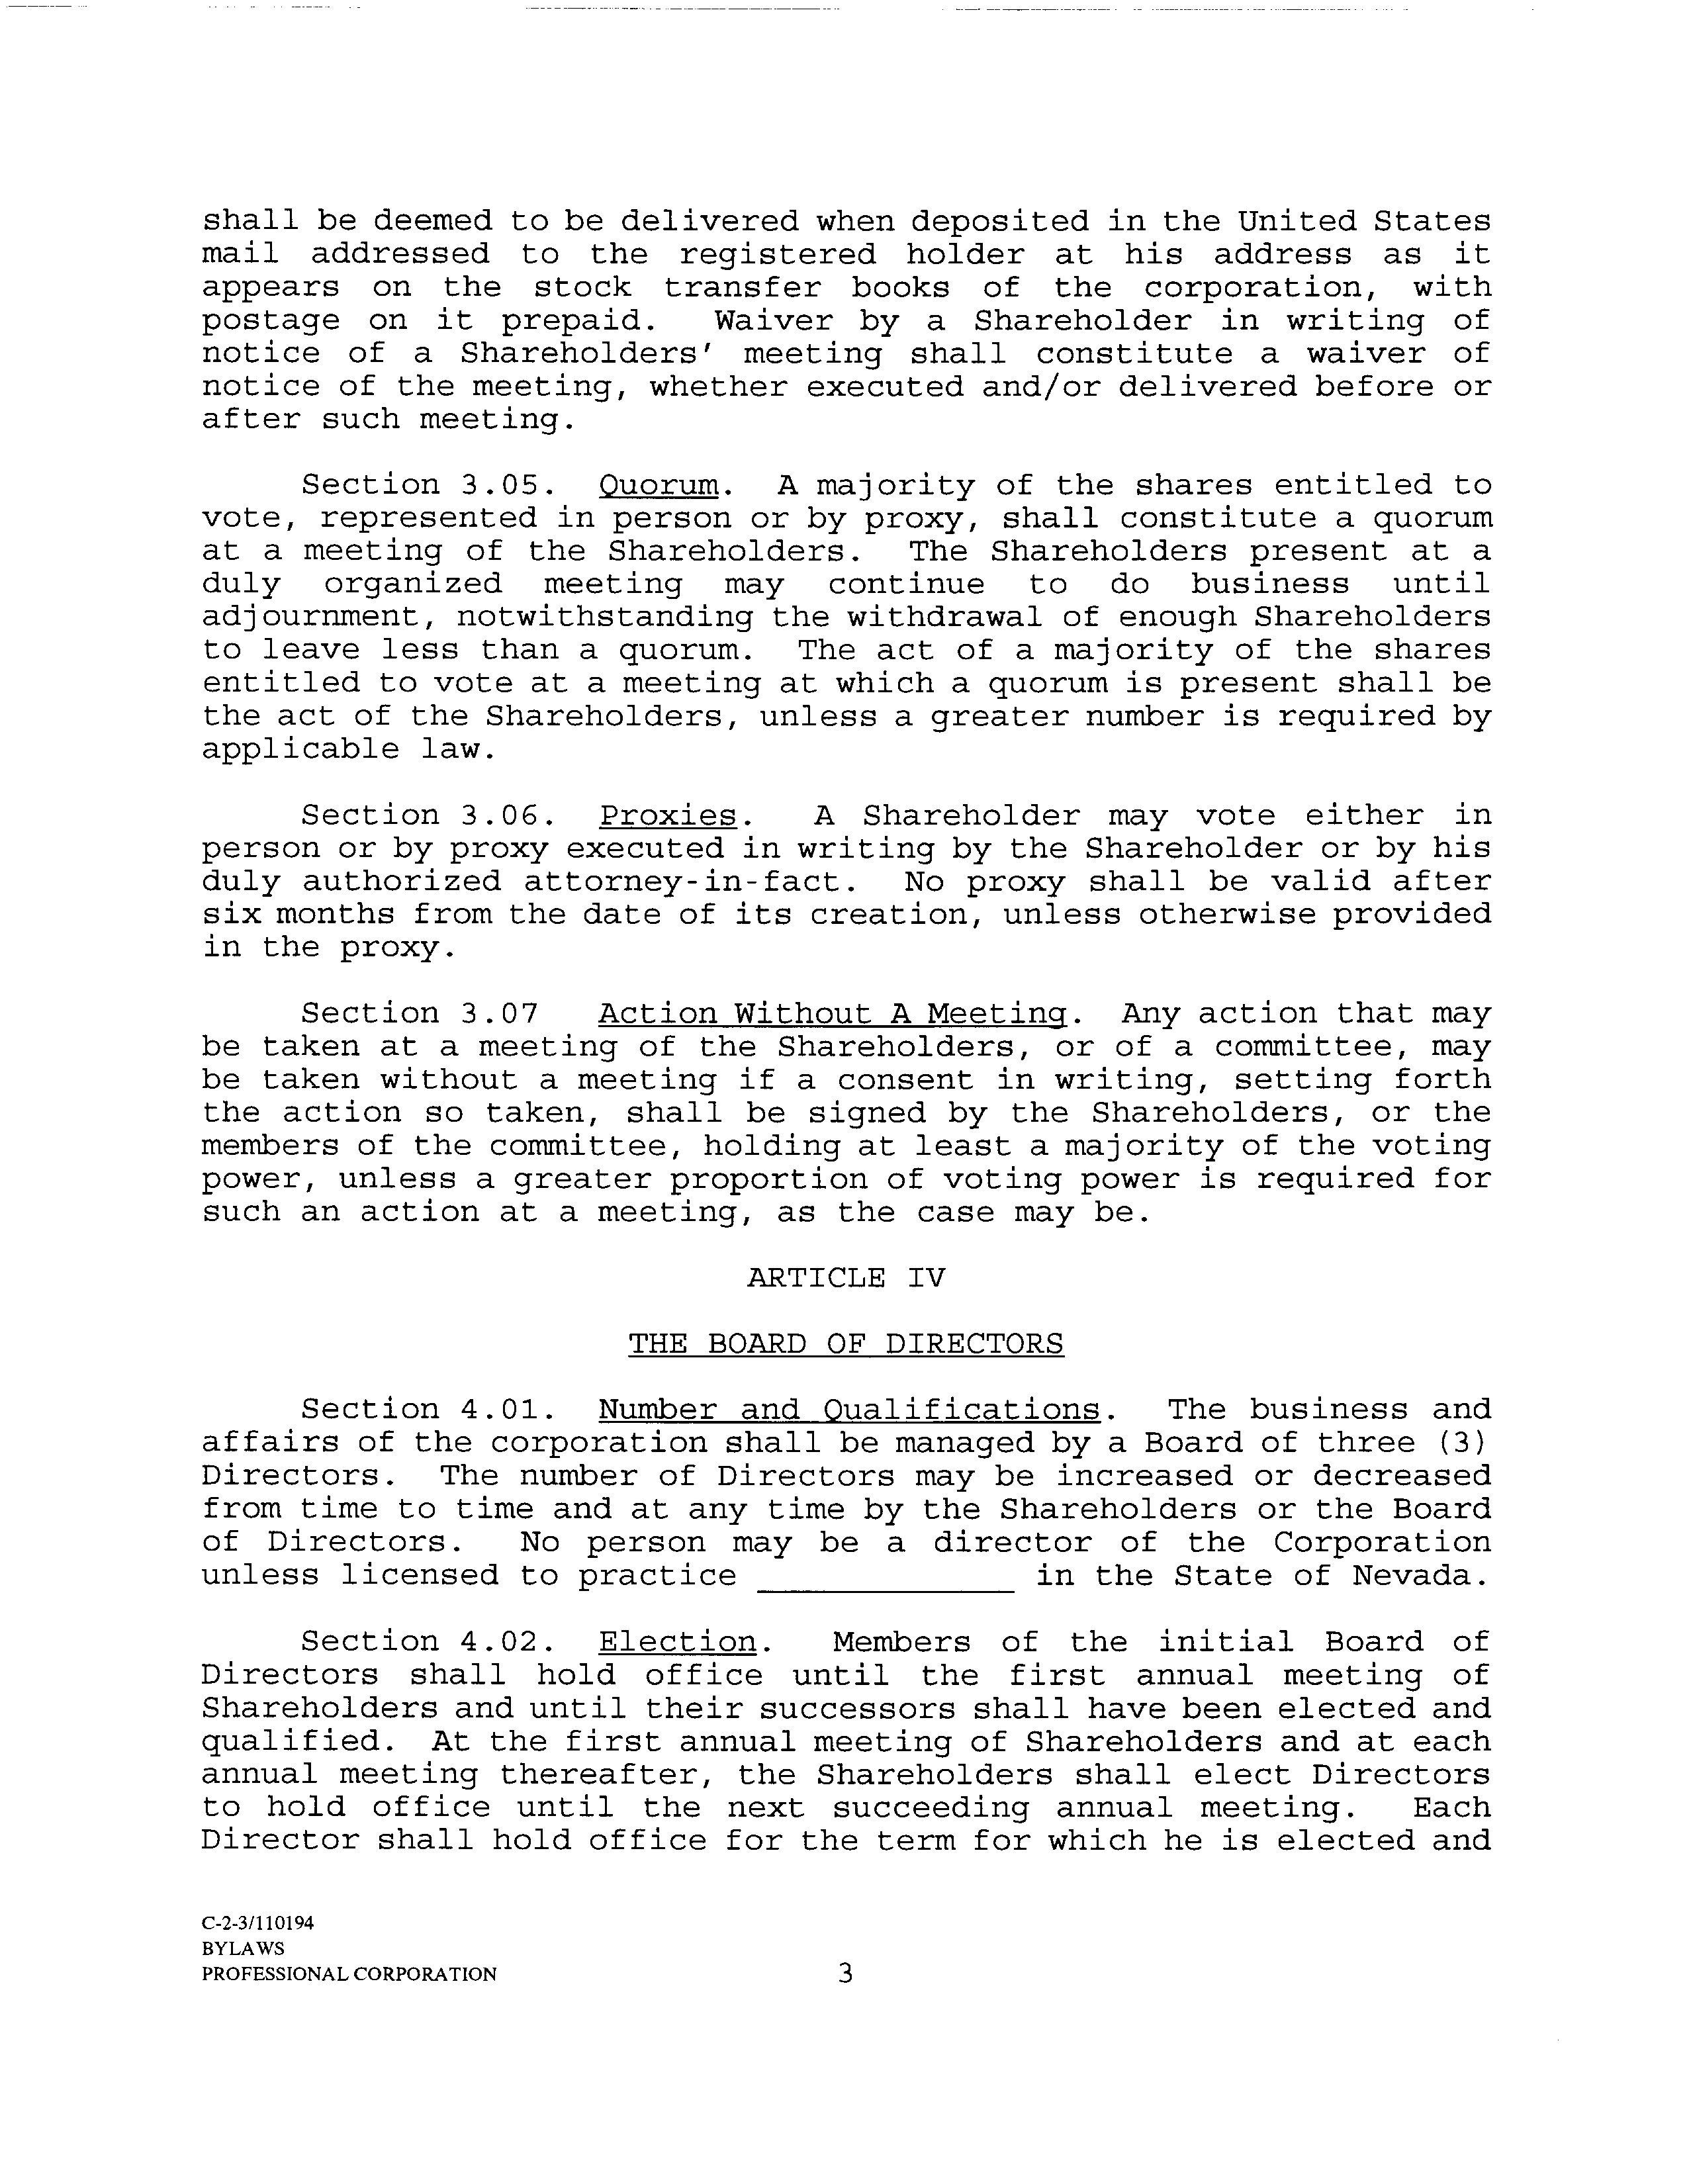 shall be deemed to be delivered when deposited in the United States
mail addressed to the registered holder at his address as it
appears on the stock transfer books of the corporation, with
postage on it prepaid. Waiver by a Shareholder in writing of
notice of a Shareholders' meeting shall constitute a waiver of
notice of the meeting, whether executed and/or delivered before or
after such meeting.
Section 3.05. Quorum. A majority of the shares entitled to
vote, represented in person or by proxy, shall constitute a quorum
at a meeting of the Shareholders. The Shareholders present at a
duly organized meeting may continue to do business until
adjournment, notwithstanding the withdrawal of enough Shareholders
to leave less than a quorum. The act of a majority of the shares
entitled to vote at a meeting at which a quorum is present shall be
the act of the Shareholders, unless a greater number is required by
applicable law.
Section 3.06. Proxies. A Shareholder may vote either in
person or by proxy executed in writing by the Shareholder or by his
duly authorized attorney-in-fact. No proxy shall be valid after
six months from the date of its creation, unless otherwise provided
in the proxy.
Section 3.07 Action Without A Meeting. Any action that may
be taken at a meeting of the Shareholders, or of a committee, may
be taken without a meeting if a consent in writing, setting forth
the action so taken, shall be signed by the Shareholders, or the
members of the committee, holding at least a majority of the voting
power, unless a greater proportion of voting power is required for
such an action at a meeting, as the case may be.
ARTICLE IV
THE BOARD OF DIRECTORS
Section 4.01. Number and Qualifications. The business and
affairs of the corporation shall be managed by a Board of three (3)
Directors. The number of Directors may be increased or decreased
from time to time and at any time by the Shareholders or the Board
of Directors. No person may be a director of the Corporation
unless licensed to practice _____________ in the State of Nevada.
Section 4.02. Election. Members of the initial Board of
Directors shall hold office until the first annual meeting of
Shareholders and until their successors shall have been elected and
qualified. At the first annual meeting of Shareholders and at each
annual meeting thereafter, the Shareholders shall elect Directors
to hold office until the next succeeding annual meeting. Each
Director shall hold office for the term for which he is elected and
C-2-3/110194
BYLAWS
PROFESSIONAL CORPORATION 3